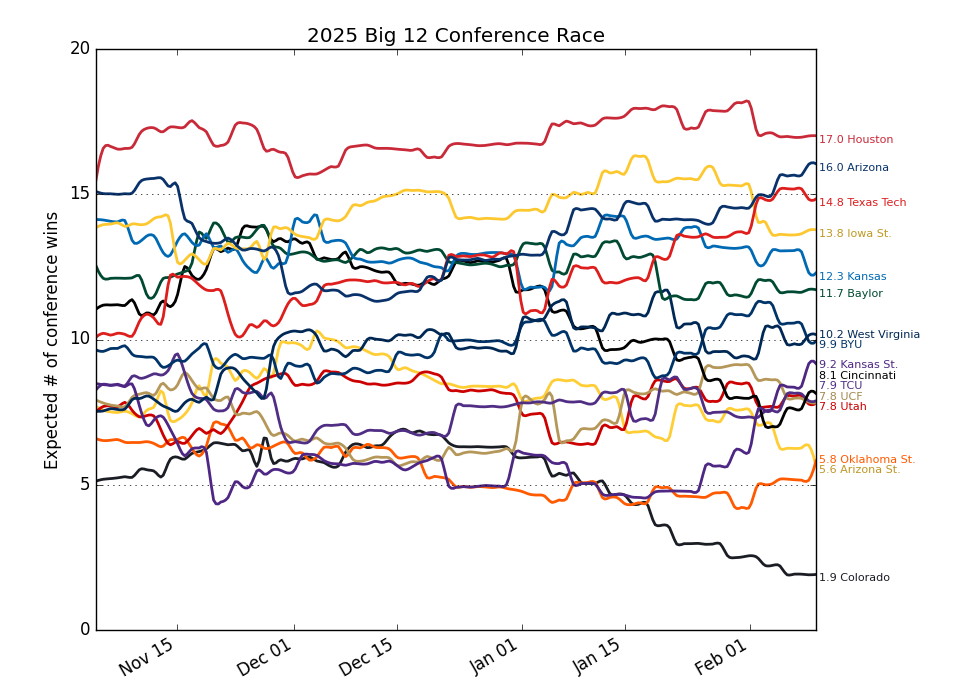 2025 Big 12 Conference Race
Expected # of conference wins
20
15
10
5
0
Nov 15
Dec 01
Dec 15
Jan 01
Jan 15
Feb 01
17.0 Houston
16.0 Arizona
14.8 Texas Tech
13.8 Iowa St.
12.3 Kansas
11.7 Baylor
10.2 West Virginia
9.9 BYU
9.2 Kansas St.
8.1 Cincinnati
7.9 TCU
7.8 UCF
7.8 Utah
5.8 Oklahoma St.
5.6 Arizona St.
1.9 Colorado